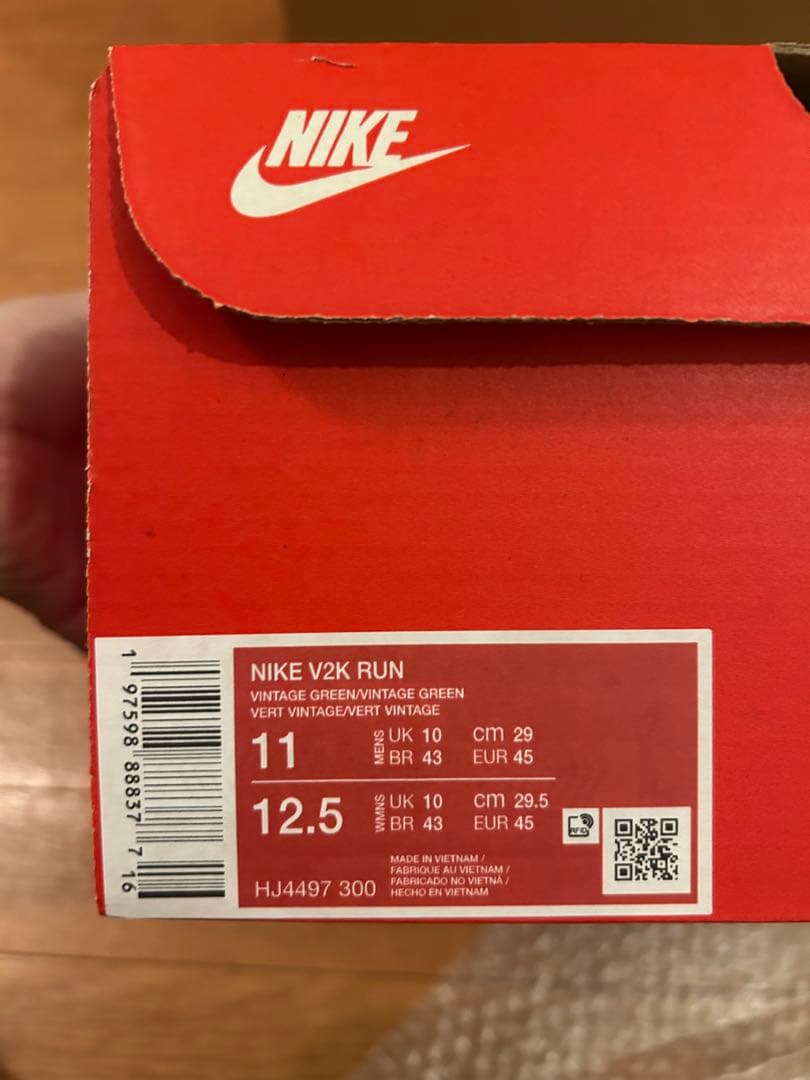 NIKE
NIKE V2K RUN
VINTAGE GREEN/VINTAGE GREEN
VERT VINTAGE/VERT VINTAGE
11 MENS UK 10 cm 29
BR 43 EUR 45
12.5 WMNS UK 10 cm 29.5
BR 43 EUR 45
RFID
HJ4497 300
MADE IN VIETNAM /
FABRIQUE AU VIETNAM /
FABRICADO NO VIETNÃ /
HECHO EN VIETNAM
1 97598 88837 7 16